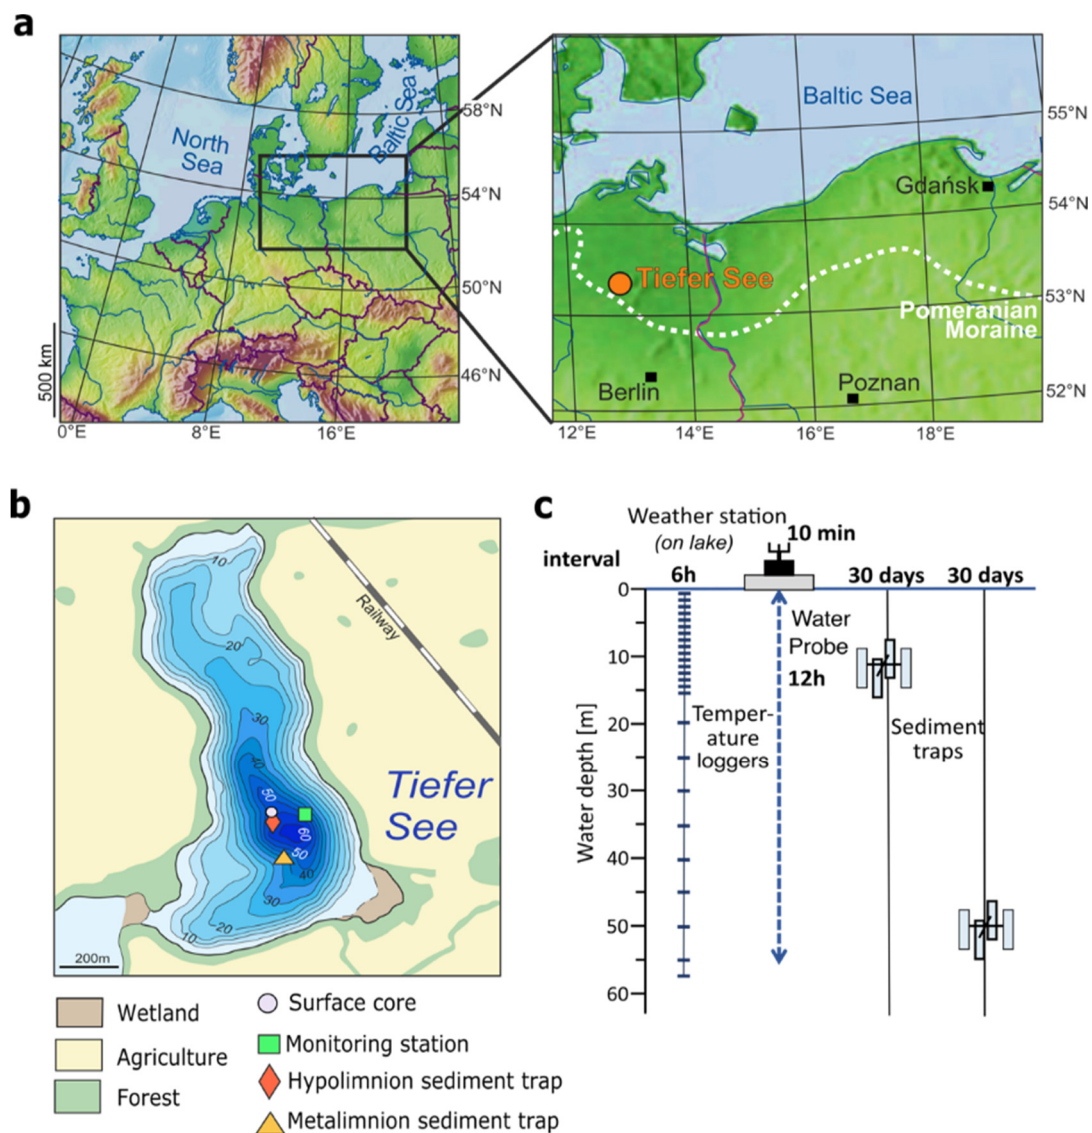 a
North
Sea
Baltic Sea
58°N
54°N
50°N
46°N
500 km
0°E
8°E
16°E
Baltic Sea
55°N
Gdańsk
54°N
Tiefer See
53°N
Pomeranian
Moraine
Berlin
Poznan
52°N
12°E
14°E
16°E
18°E
b
10
20
30
40
50
60
50
40
30
20
10
Railway
Tiefer
See
200m
Wetland
Agriculture
Forest
Surface core
Monitoring station
Hypolimnion sediment trap
Metalimnion sediment trap
c
Weather station
(on lake)
10 min
interval
6h
30 days
30 days
0
10
20
30
40
50
60
Water depth [m]
Water
Probe
12h
Temper-
ature
loggers
Sediment
traps